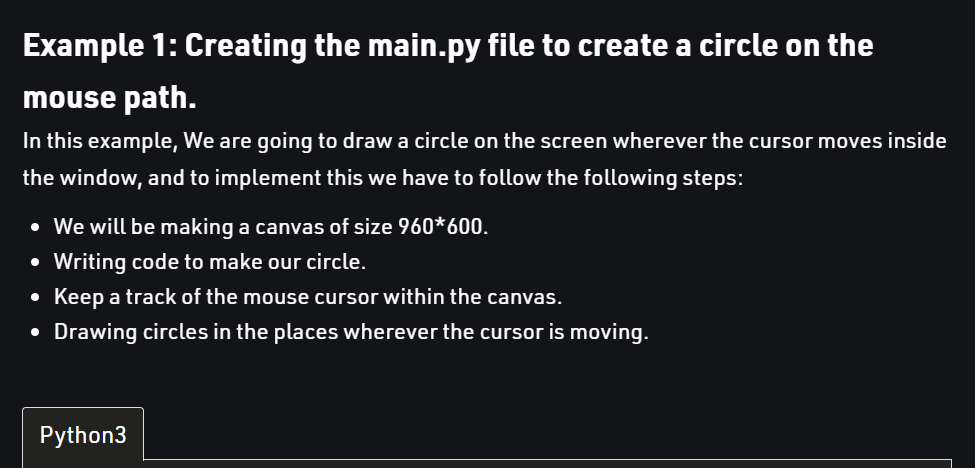 Example 1: Creating the main.py file to create a circle on the
mouse path.
In this example, We are going to draw a circle on the screen wherever the cursor moves inside
the window, and to implement this we have to follow the following steps:
• We will be making a canvas of size 960*600.
• Writing code to make our circle.
• Keep a track of the mouse cursor within the canvas.
• Drawing circles in the places wherever the cursor is moving.
Python3